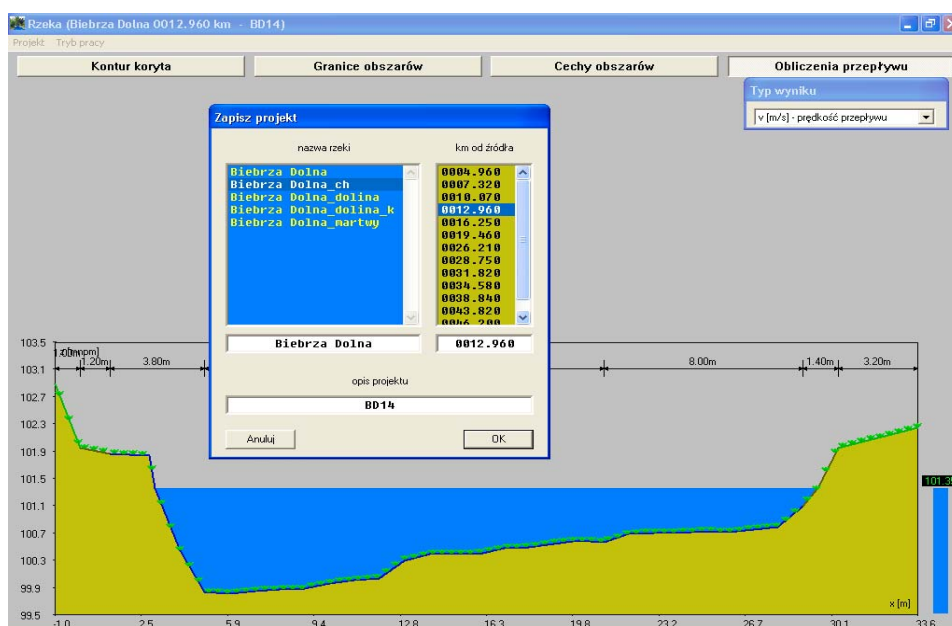 Rzeka (Biebrza Dolna 0012.960 km - BD14)
Projekt Tryb pracy
Kontur koryta
Granice obszarów
Cechy obszarów
Obliczenia przepływu
Typ wyniku
v [m/s] - prędkość przepływu
Zapisz projekt
nazwa rzeki
km od źródła
Biebrza Dolna
Biebrza Dolna_ch
Biebrza Dolna_dolina
Biebrza Dolna_dolina_k
Biebrza Dolna_martwy
0004.960
0007.320
0010.070
0012.960
0016.250
0019.460
0026.210
0028.750
0031.820
0034.580
0038.840
0043.820
0046.200
Biebrza Dolna
0012.960
opis projektu
BD14
Anuluj
OK
103.5
103.1
102.7
102.3
101.9
101.5
101.1
100.7
100.3
99.9
99.5
1.20m
3.80m
8.00m
1.40m
3.20m
x [m]
-1.0 2.5 5.9 9.4 12.8 16.3 19.8 23.2 26.7 30.1 33.6